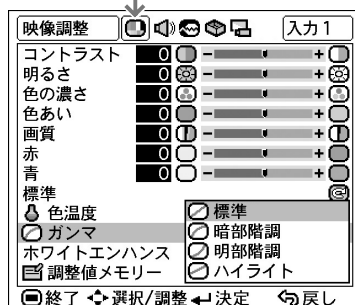 映像調整 入力1
コントラスト 0 - +
明るさ 0 - +
色の濃さ 0 - +
色あい 0 - +
画質 0 - +
赤 0 - +
青 0 - +
標準
色温度 標準
ガンマ 暗部階調
ホワイトエンハンス 明部階調
調整値メモリー ハイライト
終了 選択/調整 決定 戻し